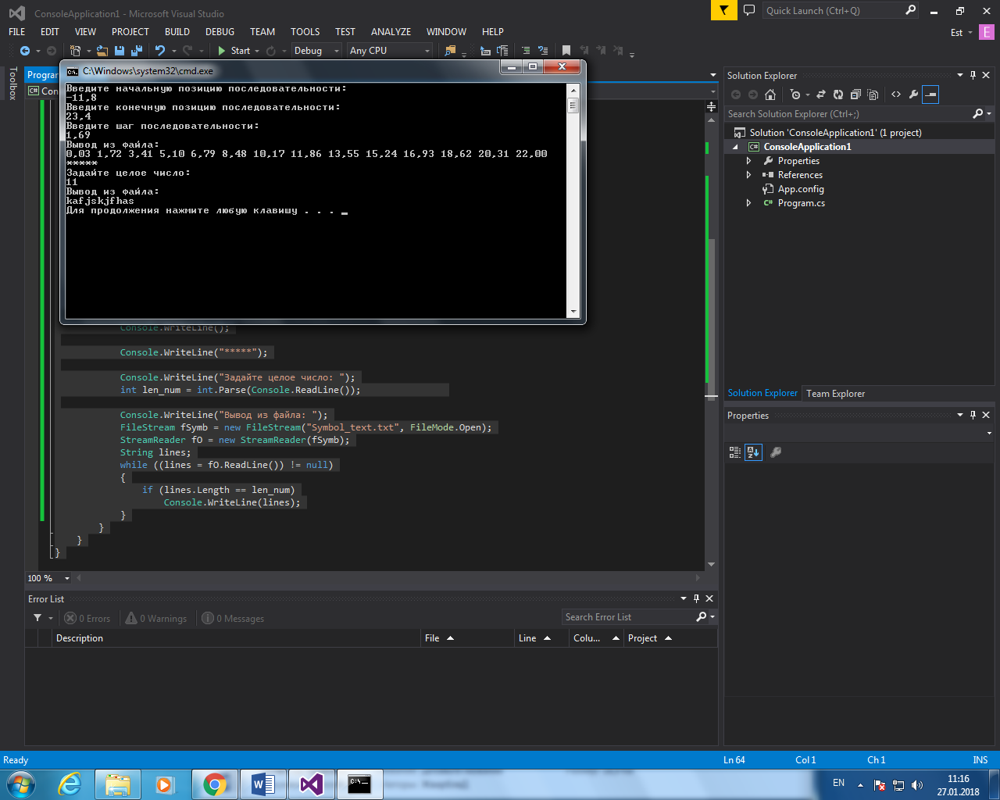 ConsoleApplication1 - Microsoft Visual Studio
Quick Launch (Ctrl+Q)
FILE EDIT VIEW PROJECT BUILD DEBUG TEAM TOOLS TEST ANALYZE WINDOW HELP
Est E
Start Debug Any CPU
Toolbox
Progra
C# Con
C:\Windows\system32\cmd.exe
Введите начальную позицию последовательности:
-11,8
Введите конечную позицию последовательности:
23,4
Введите шаг последовательности:
1,69
Вывод из файла:
0,03 1,72 3,41 5,10 6,79 8,48 10,17 11,86 13,55 15,24 16,93 18,62 20,31 22,00
*****
Задайте целое число:
11
Вывод из файла:
kafjskjfhas
Для продолжения нажмите любую клавишу . . . _
Console.WriteLine();
Console.WriteLine("*****");
Console.WriteLine("Задайте целое число: ");
int len_num = int.Parse(Console.ReadLine());
Console.WriteLine("Вывод из файла: ");
FileStream fSymb = new FileStream("Symbol_text.txt", FileMode.Open);
StreamReader fO = new StreamReader(fSymb);
String lines;
while ((lines = fO.ReadLine()) != null)
{
if (lines.Length == len_num)
Console.WriteLine(lines);
}
}
}
}
100 %
Solution Explorer
Search Solution Explorer (Ctrl+;)
Solution 'ConsoleApplication1' (1 project)
C# ConsoleApplication1
Properties
References
App.config
C# Program.cs
Solution Explorer Team Explorer
Properties
Error List
0 Errors 0 Warnings 0 Messages
Search Error List
Description File Line Colu... Project
Ready Ln 64 Col 1 Ch 1 INS
EN 11:16
27.01.2018